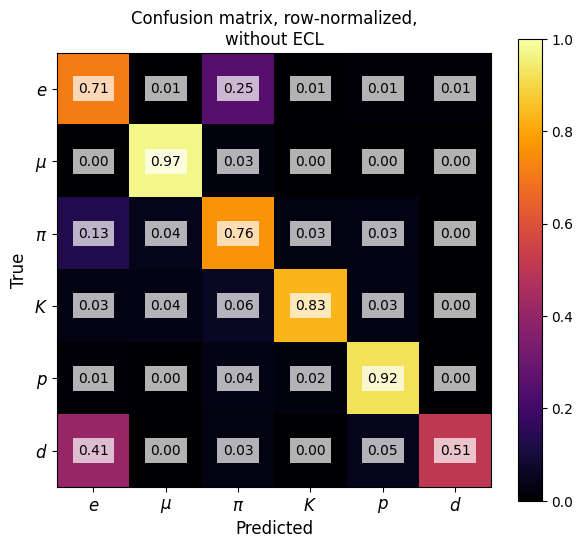 Confusion matrix, row-normalized,
without ECL
True
e 0.71 0.01 0.25 0.01 0.01 0.01
μ 0.00 0.97 0.03 0.00 0.00 0.00
π 0.13 0.04 0.76 0.03 0.03 0.00
K 0.03 0.04 0.06 0.83 0.03 0.00
p 0.01 0.00 0.04 0.02 0.92 0.00
d 0.41 0.00 0.03 0.00 0.05 0.51
e μ π K p d
Predicted
1.0
0.8
0.6
0.4
0.2
0.0